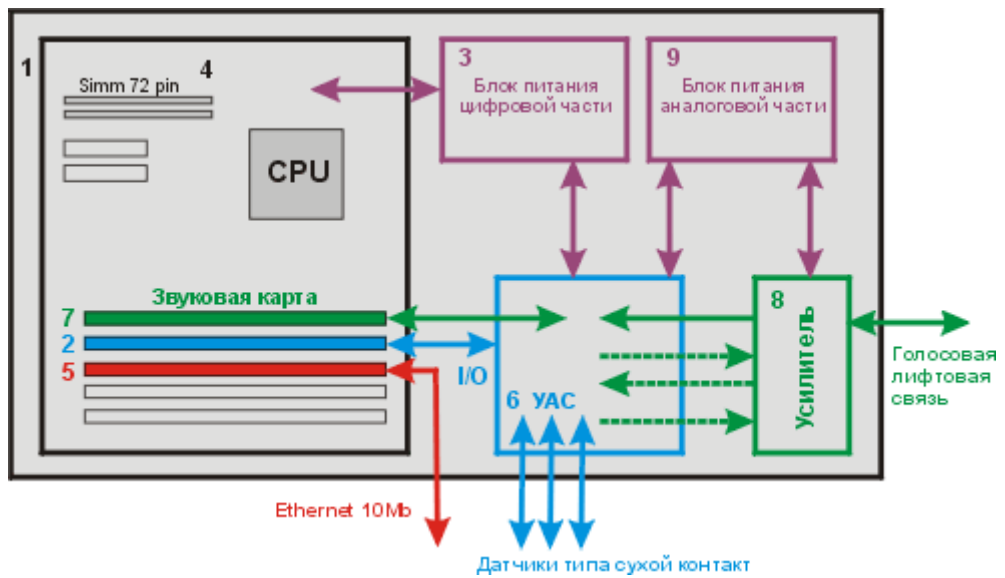 1
Simm 72 pin
4
CPU
3
Блок питания
цифровой части
9
Блок питания
аналоговой части
Звуковая карта
7
2
5
I/O
6 УАС
8
Усилитель
Голосовая
лифтовая
связь
Ethernet 10Mb
Датчики типа сухой контакт